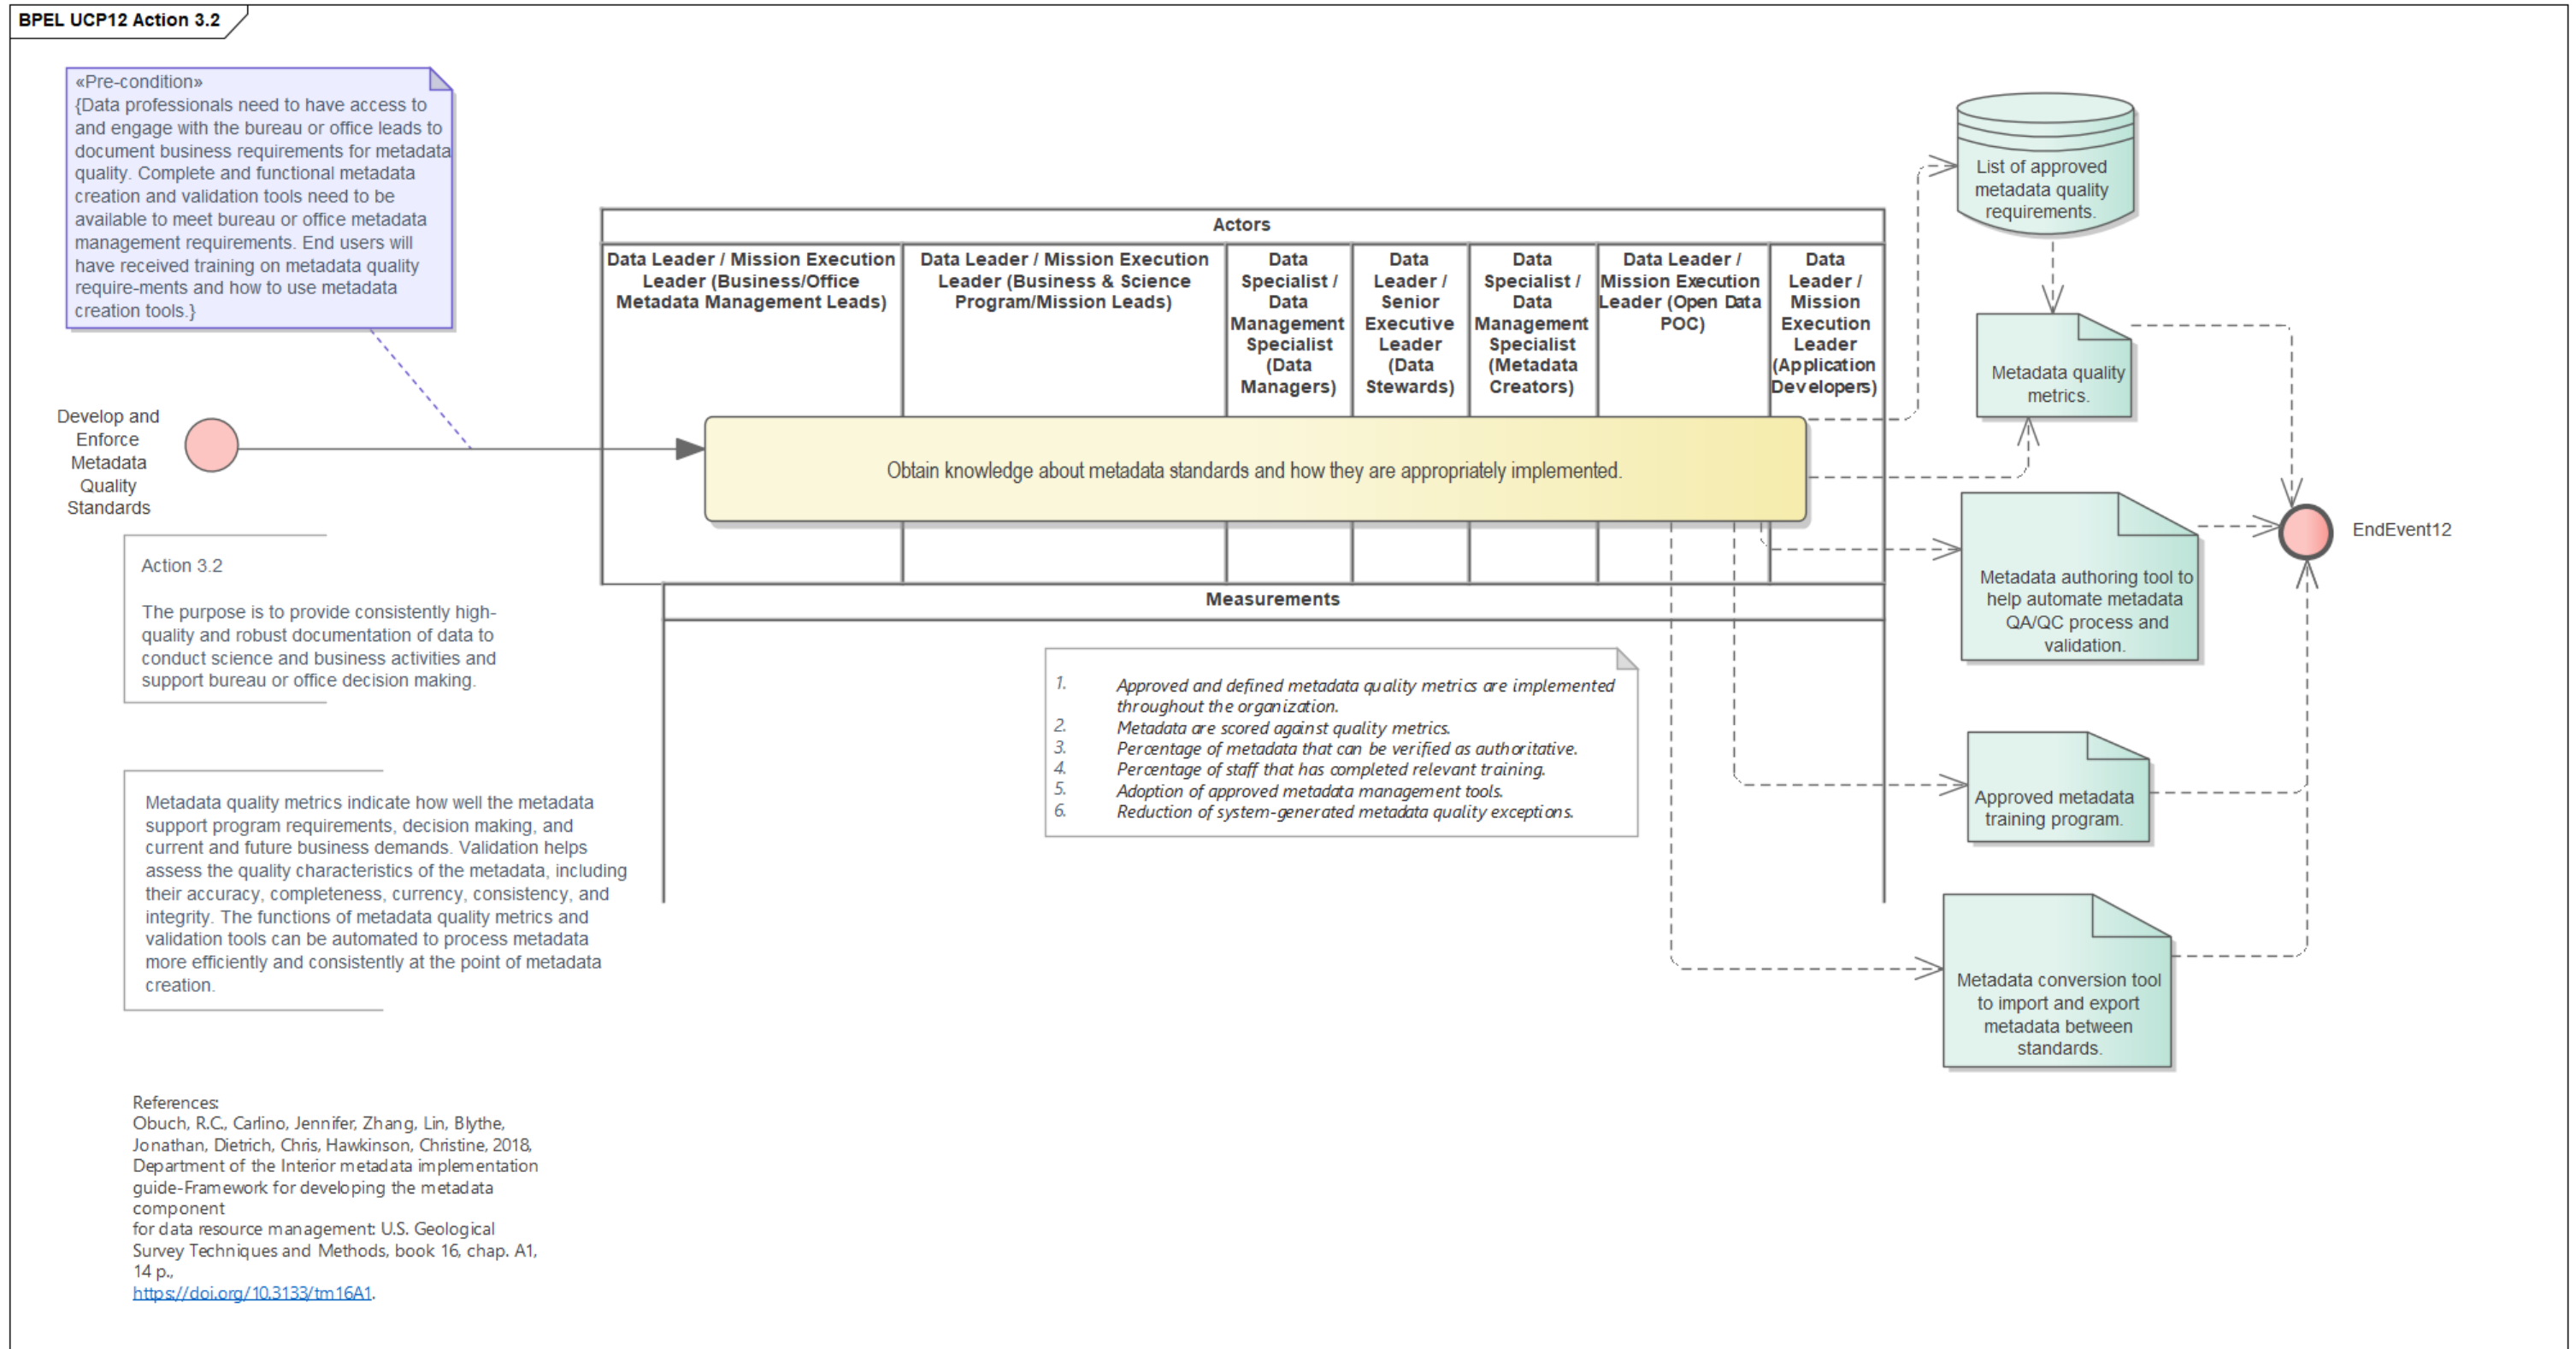 BPEL UCP12 Action 3.2
«Pre-condition»
{Data professionals need to have access to
and engage with the bureau or office leads to
document business requirements for metadata
quality. Complete and functional metadata
creation and validation tools need to be
available to meet bureau or office metadata
management requirements. End users will
have received training on metadata quality
require-ments and how to use metadata
creation tools.}
Develop and
Enforce
Metadata
Quality
Standards
Action 3.2
The purpose is to provide consistently high-
quality and robust documentation of data to
conduct science and business activities and
support bureau or office decision making.
Metadata quality metrics indicate how well the metadata
support program requirements, decision making, and
current and future business demands. Validation helps
assess the quality characteristics of the metadata, including
their accuracy, completeness, currency, consistency, and
integrity. The functions of metadata quality metrics and
validation tools can be automated to process metadata
more efficiently and consistently at the point of metadata
creation.
References:
Obuch, R.C., Carlino, Jennifer, Zhang, Lin, Blythe,
Jonathan, Dietrich, Chris, Hawkinson, Christine, 2018,
Department of the Interior metadata implementation
guide-Framework for developing the metadata
component
for data resource management: U.S. Geological
Survey Techniques and Methods, book 16, chap. A1,
14 p.,
https://doi.org/10.3133/tm16A1.
Actors
Data Leader / Mission Execution
Leader (Business/Office
Metadata Management Leads)
Data Leader / Mission Execution
Leader (Business & Science
Program/Mission Leads)
Data
Specialist /
Data
Management
Specialist
(Data
Managers)
Data
Leader /
Senior
Executive
Leader
(Data
Stewards)
Data
Specialist /
Data
Management
Specialist
(Metadata
Creators)
Data Leader /
Mission Execution
Leader (Open Data
POC)
Data
Leader /
Mission
Execution
Leader
(Application
Developers)
Obtain knowledge about metadata standards and how they are appropriately implemented.
Measurements
1. Approved and defined metadata quality metrics are implemented
throughout the organization.
2. Metadata are scored against quality metrics.
3. Percentage of metadata that can be verified as authoritative.
4. Percentage of staff that has completed relevant training.
5. Adoption of approved metadata management tools.
6. Reduction of system-generated metadata quality exceptions.
List of approved
metadata quality
requirements.
Metadata quality
metrics.
Metadata authoring tool to
help automate metadata
QA/QC process and
validation.
Approved metadata
training program.
Metadata conversion tool
to import and export
metadata between
standards.
EndEvent12